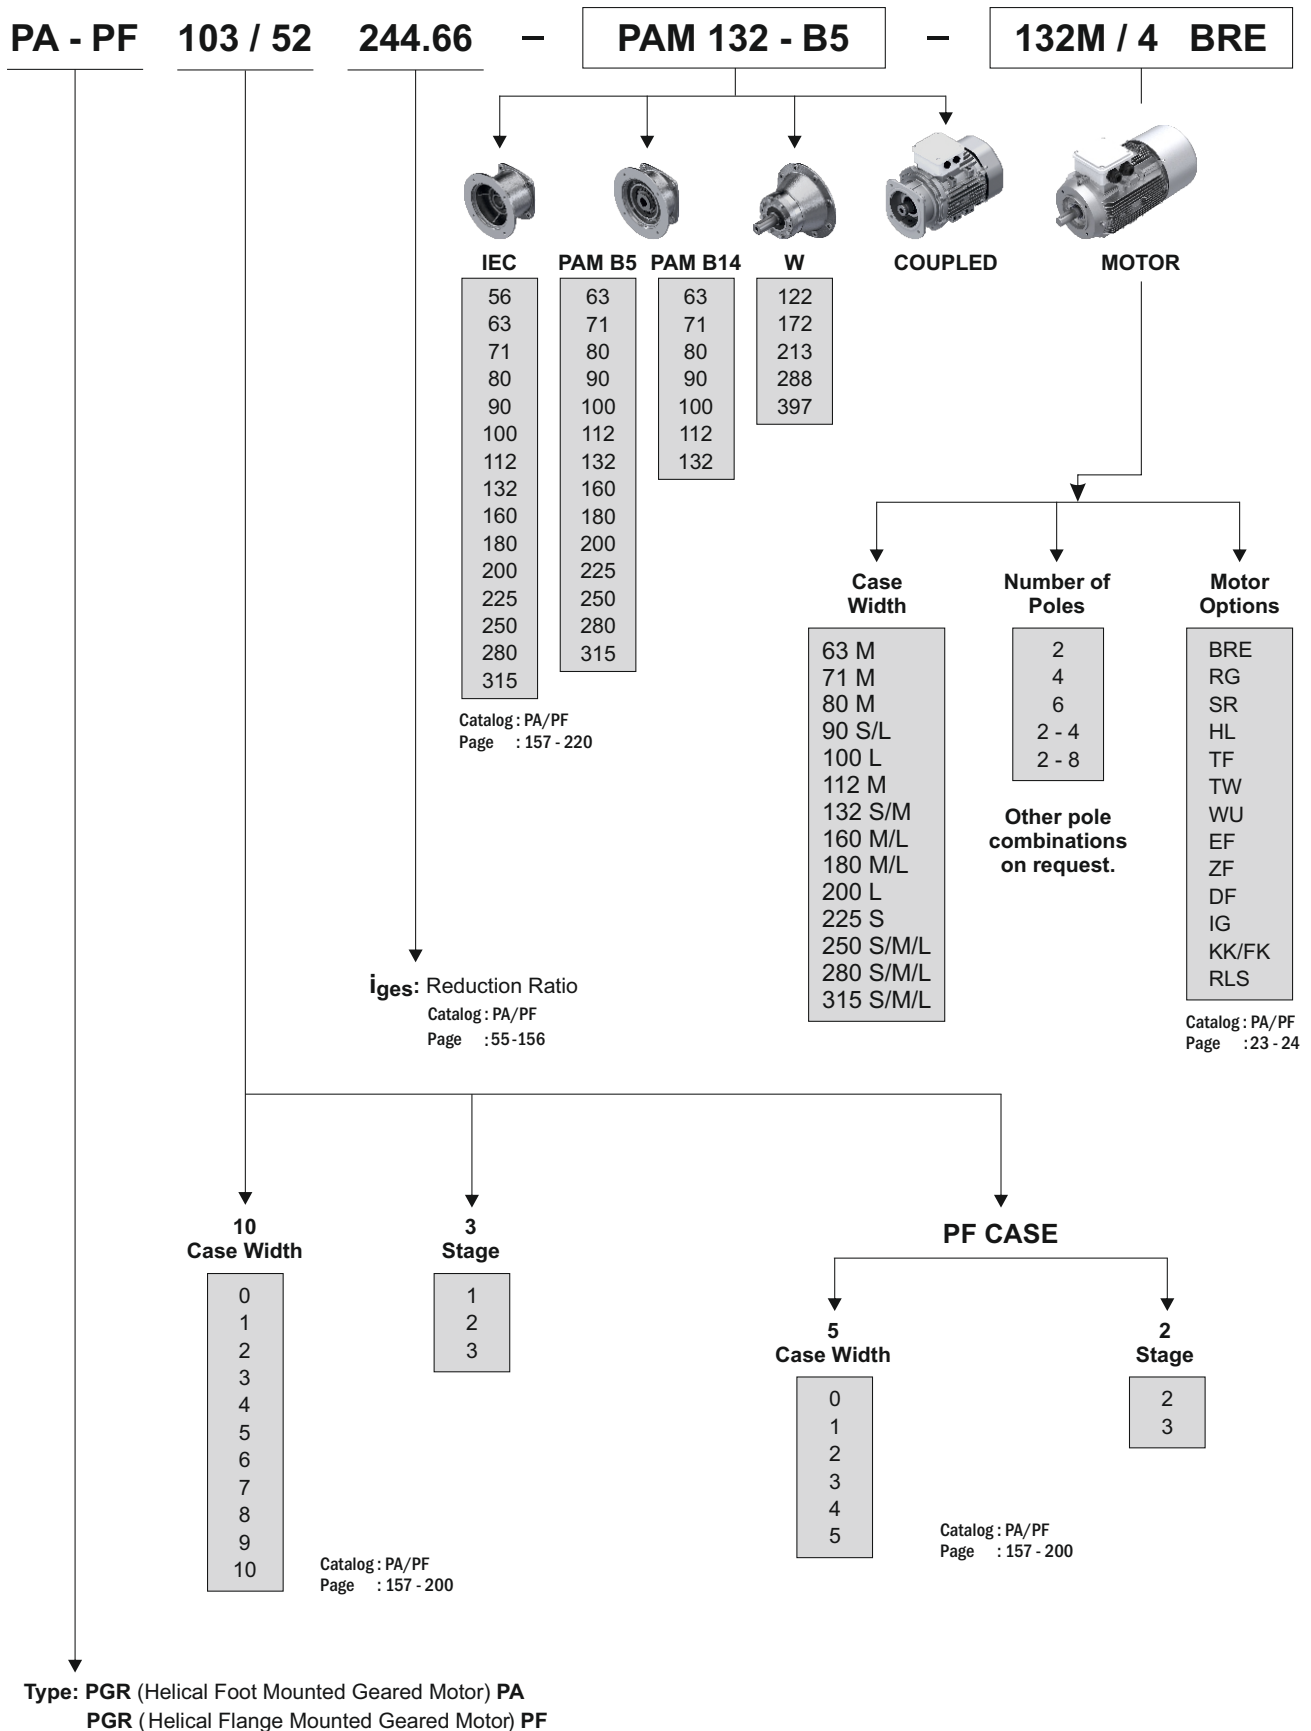 PA - PF 103 / 52 244.66 – PAM 132 - B5 – 132M / 4 BRE
IEC PAM B5 PAM B14 W COUPLED MOTOR
56
63
71
80
90
100
112
132
160
180
200
225
250
280
315
63
71
80
90
100
112
132
160
180
200
225
250
280
315
63
71
80
90
100
112
132
122
172
213
288
397
Catalog : PA/PF
Page : 157 - 220
Case
Width
63 M
71 M
80 M
90 S/L
100 L
112 M
132 S/M
160 M/L
180 M/L
200 L
225 S
250 S/M/L
280 S/M/L
315 S/M/L
Number of
Poles
2
4
6
2 - 4
2 - 8
Other pole
combinations
on request.
Motor
Options
BRE
RG
SR
HL
TF
TW
WU
EF
ZF
DF
IG
KK/FK
RLS
Catalog : PA/PF
Page : 23 - 24
iges: Reduction Ratio
Catalog : PA/PF
Page : 55 - 156
10
Case Width
0
1
2
3
4
5
6
7
8
9
10
Catalog : PA/PF
Page : 157 - 200
3
Stage
1
2
3
PF CASE
5
Case Width
0
1
2
3
4
5
2
Stage
2
3
Catalog : PA/PF
Page : 157 - 200
Type: PGR (Helical Foot Mounted Geared Motor) PA
PGR (Helical Flange Mounted Geared Motor) PF